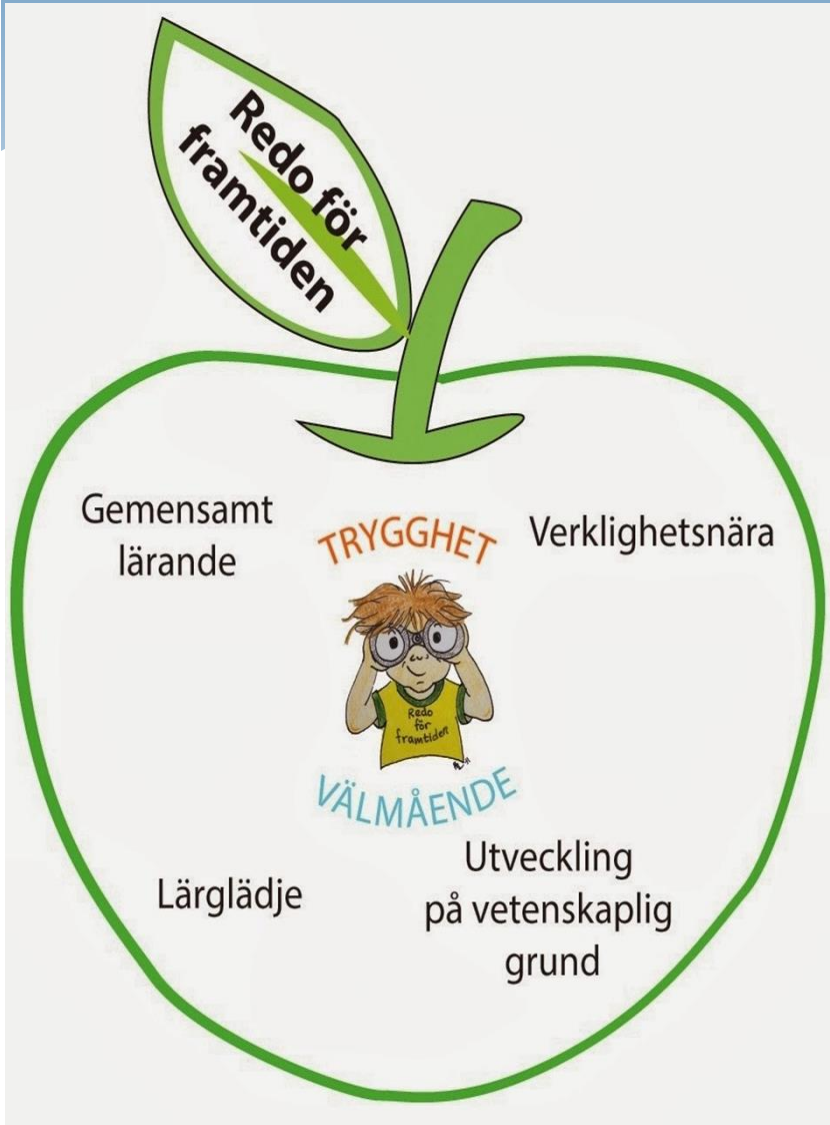 Redo för
framtiden
Gemensamt
lärande
TRYGGHET
Verklighetsnära
Redo
för
framtiden
VÄLMÅENDE
Lärglädje
Utveckling
på vetenskaplig
grund